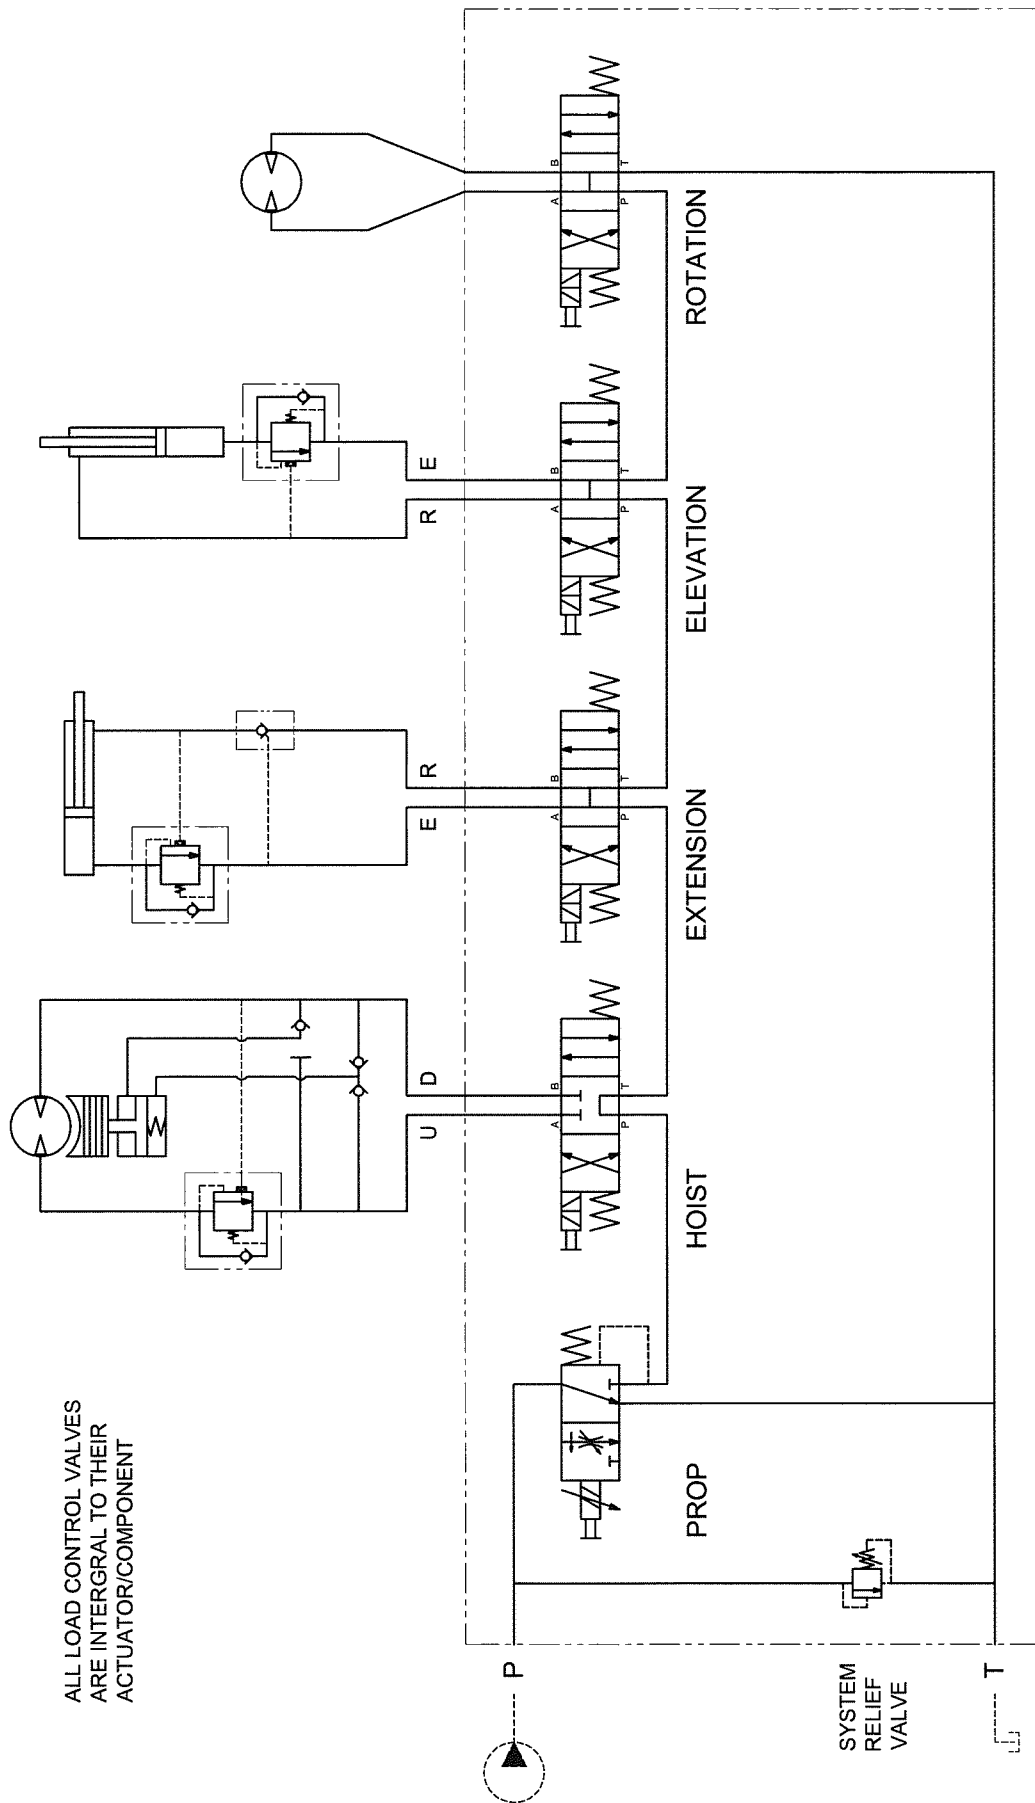 ALL LOAD CONTROL VALVES
ARE INTERGRAL TO THEIR
ACTUATOR/COMPONENT
U
D
E
R
R
E
A
B
P
T
A
B
P
T
A
B
P
T
A
B
P
T
PROP
HOIST
EXTENSION
ELEVATION
ROTATION
P
SYSTEM
RELIEF
VALVE
T